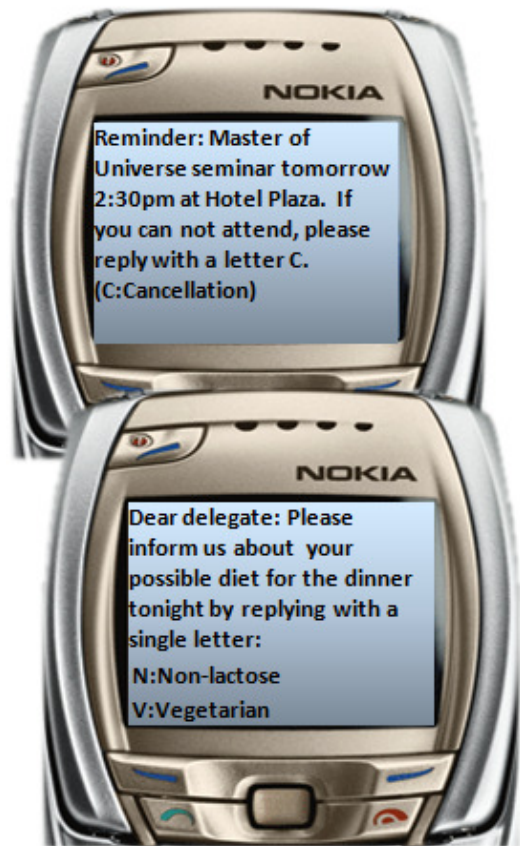 NOKIA
Reminder: Master of
Universe seminar tomorrow
2:30pm at Hotel Plaza. If
you can not attend, please
reply with a letter C.
(C:Cancellation)
NOKIA
Dear delegate: Please
inform us about your
possible diet for the dinner
tonight by replying with a
single letter:
N:Non-lactose
V:Vegetarian